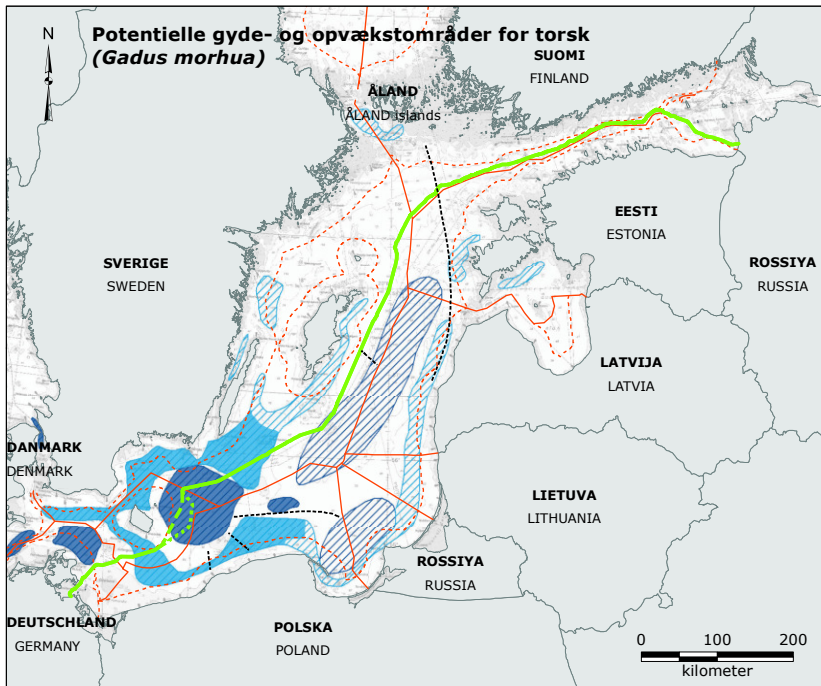 Potentielle gyde- og opvækstområder for torsk
(Gadus morhua)
N
SUOMI
FINLAND
ÅLAND
ÅLAND islands
EESTI
ESTONIA
SVERIGE
SWEDEN
ROSSIYA
RUSSIA
LATVIJA
LATVIA
DANMARK
DENMARK
LIETUVA
LITHUANIA
ROSSIYA
RUSSIA
DEUTSCHLAND
GERMANY
POLSKA
POLAND
0 100 200
kilometer